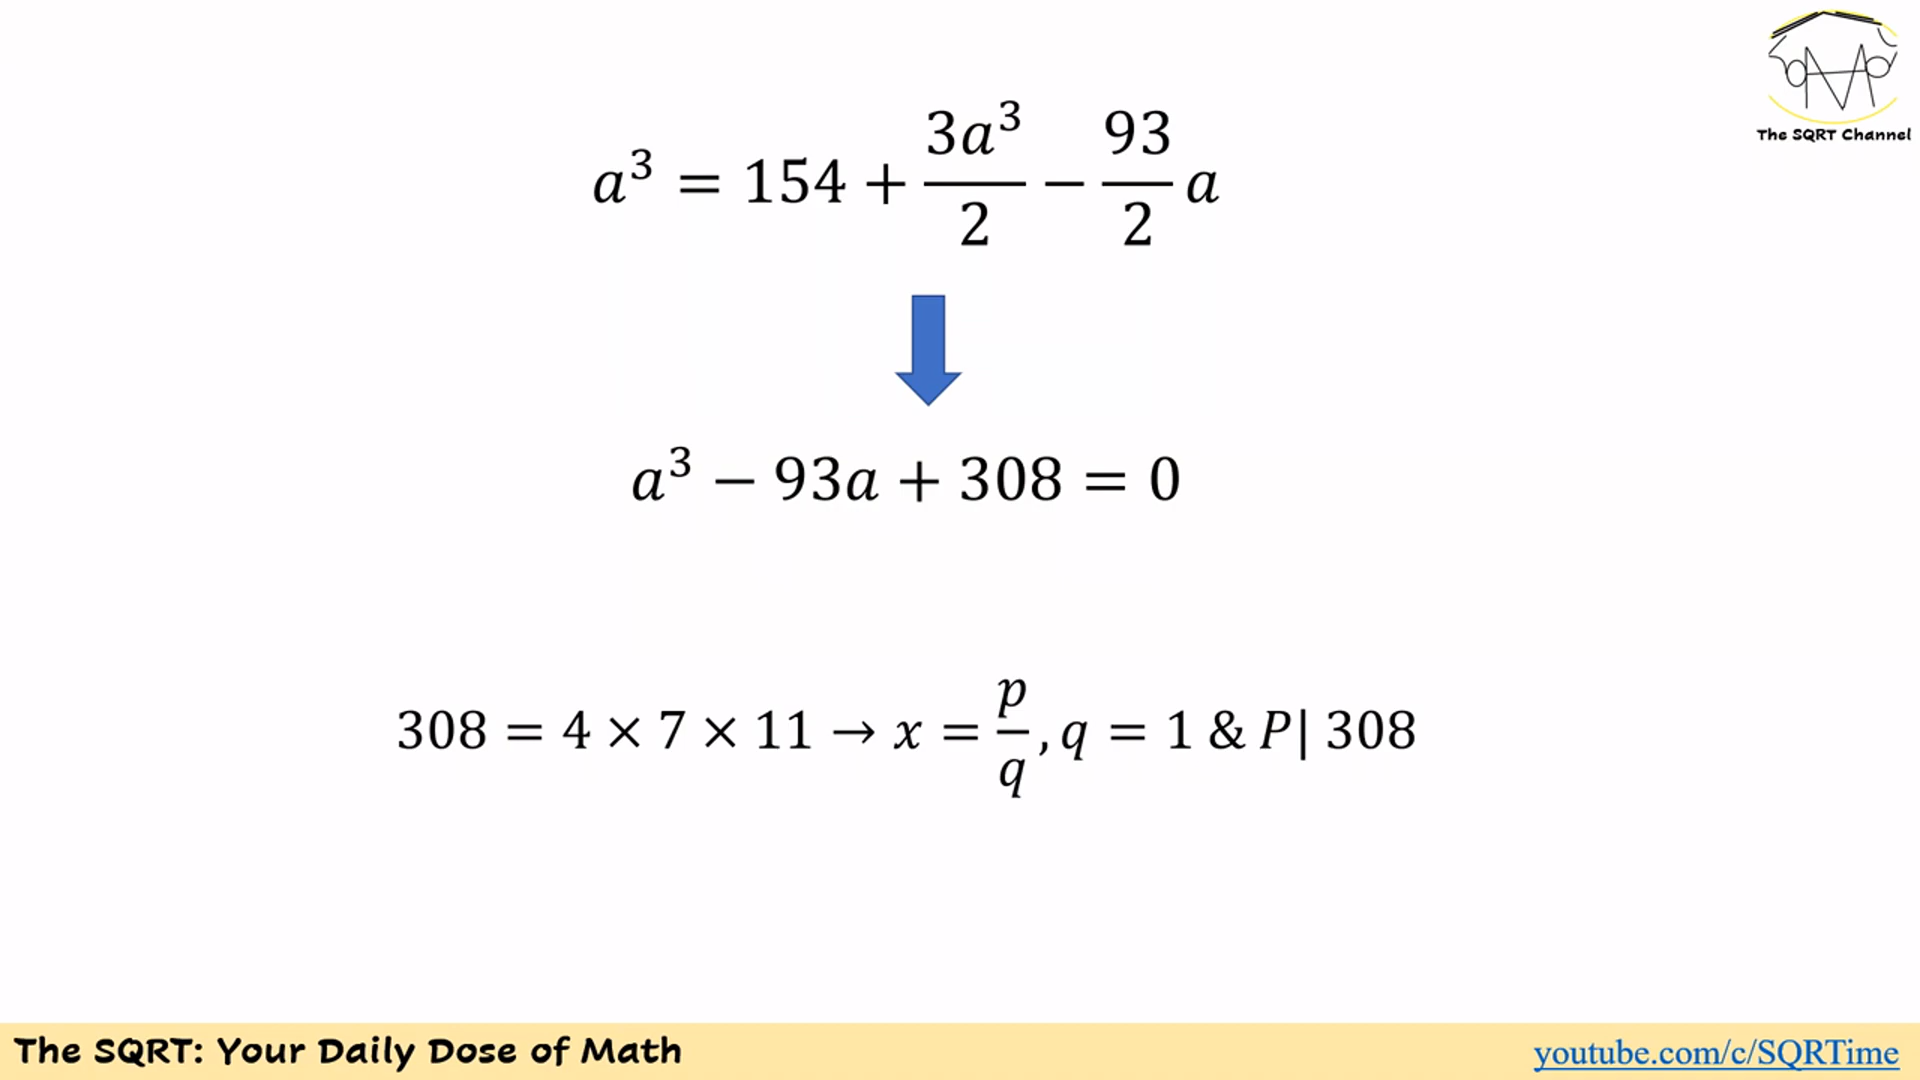 The SQRT Channel
a³ = 154 + 3a³/2 − 93/2 a
a³ − 93a + 308 = 0
308 = 4 × 7 × 11 → x = p/q, q = 1 & P| 308
The SQRT: Your Daily Dose of Math
youtube.com/c/SQRTime